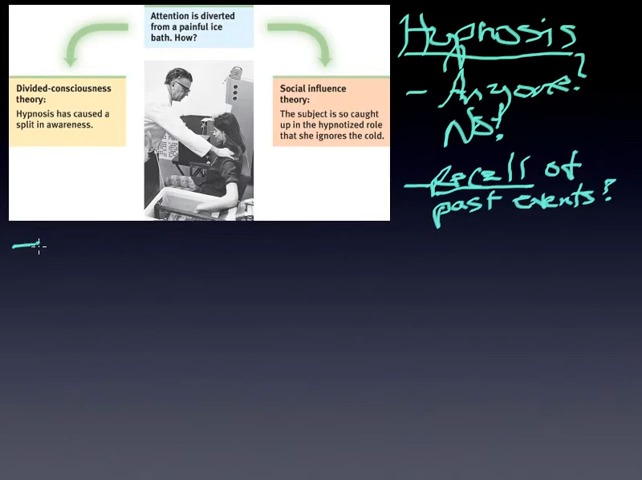 Attention is diverted
from a painful ice
bath. How?
Divided-consciousness
theory:
Hypnosis has caused a
split in awareness.
Social influence
theory:
The subject is so caught
up in the hypnotized role
that she ignores the cold.
Hypnosis
- Anyone?
No!
- Recall of
past events?